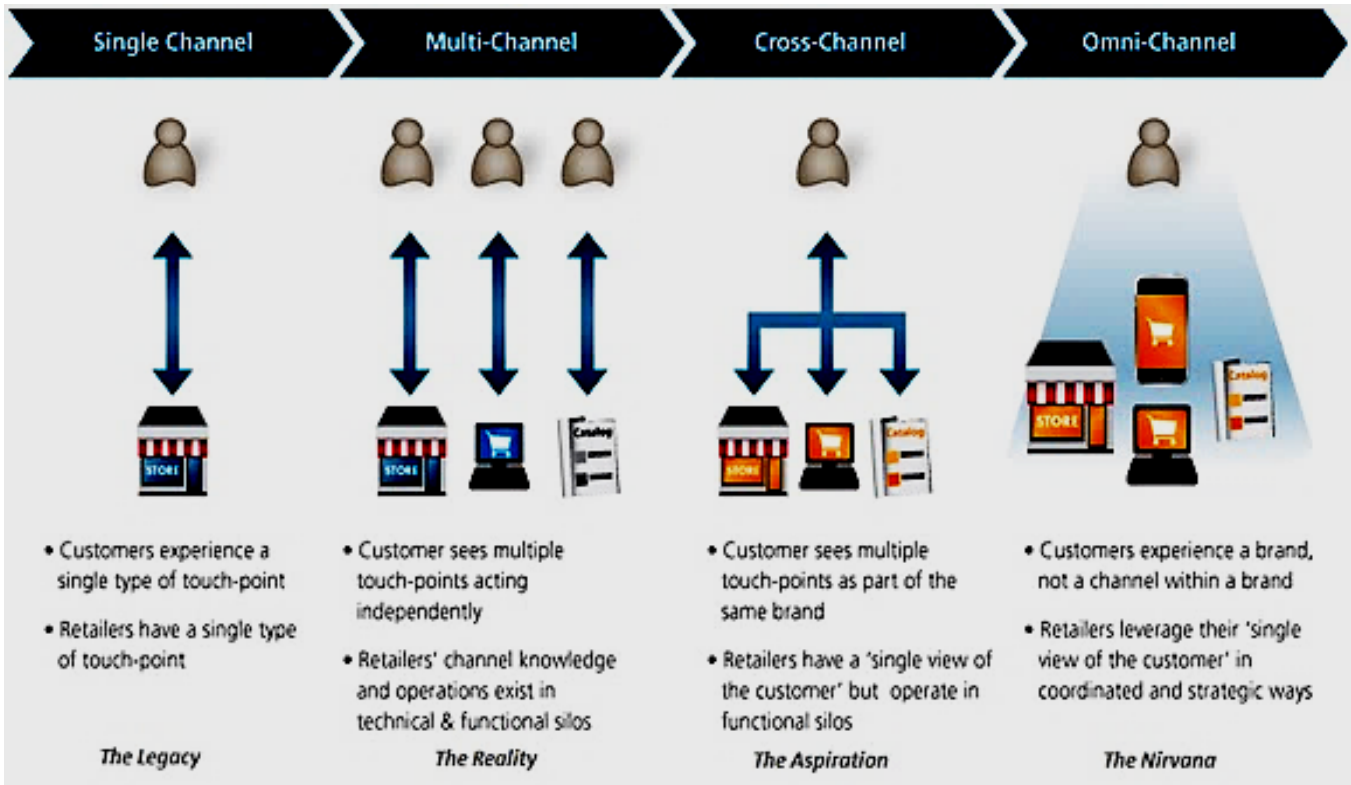 Single Channel
Multi-Channel
Cross-Channel
Omni-Channel
STORE
STORE
Catalog
STORE
Catalog
STORE
Catalog
• Customers experience a
single type of touch-point
• Retailers have a single type
of touch-point
The Legacy
• Customer sees multiple
touch-points acting
independently
• Retailers' channel knowledge
and operations exist in
technical & functional silos
The Reality
• Customer sees multiple
touch-points as part of the
same brand
• Retailers have a 'single view of
the customer' but operate in
functional silos
The Aspiration
• Customers experience a brand,
not a channel within a brand
• Retailers leverage their 'single
view of the customer' in
coordinated and strategic ways
The Nirvana